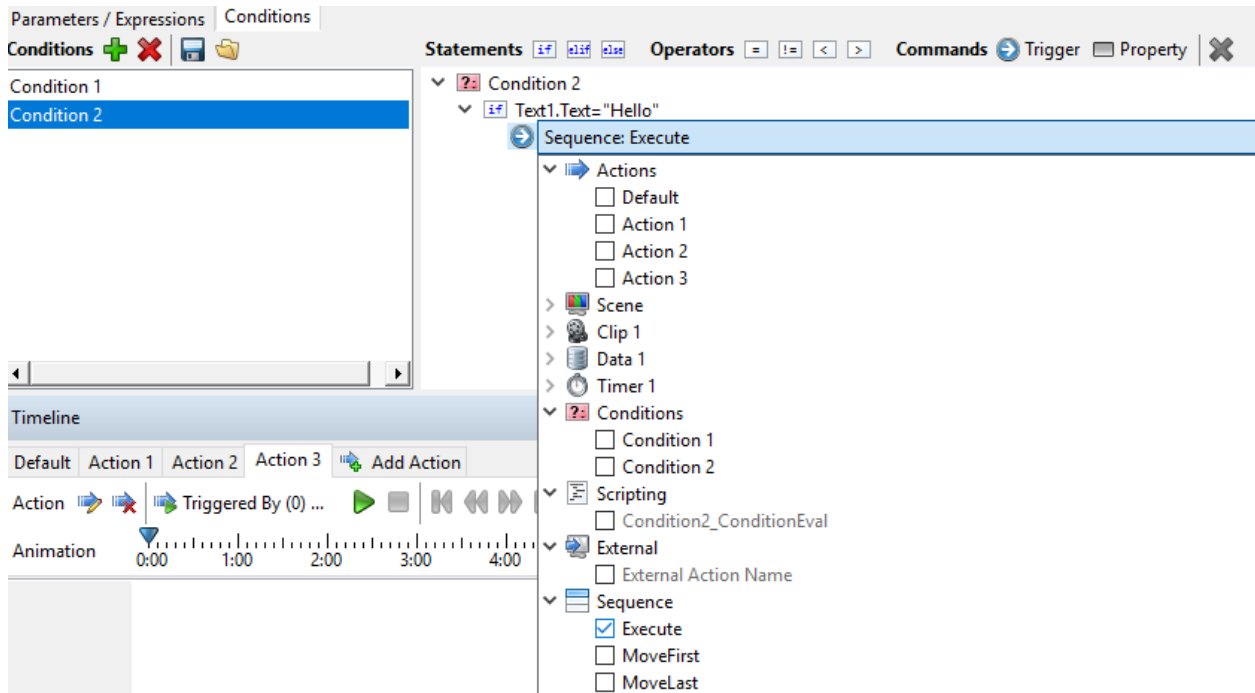 Parameters / Expressions Conditions
Conditions
Statements if elif else Operators = != < > Commands Trigger Property
Condition 1
Condition 2
?: Condition 2
if Text1.Text="Hello"
Sequence: Execute
Actions
Default
Action 1
Action 2
Action 3
Scene
Clip 1
Data 1
Timer 1
?: Conditions
Condition 1
Condition 2
Scripting
Condition2_ConditionEval
External
External Action Name
Sequence
Execute
MoveFirst
MoveLast
Timeline
Default Action 1 Action 2 Action 3 Add Action
Action Triggered By (0) ...
Animation 0:00 1:00 2:00 3:00 4:00